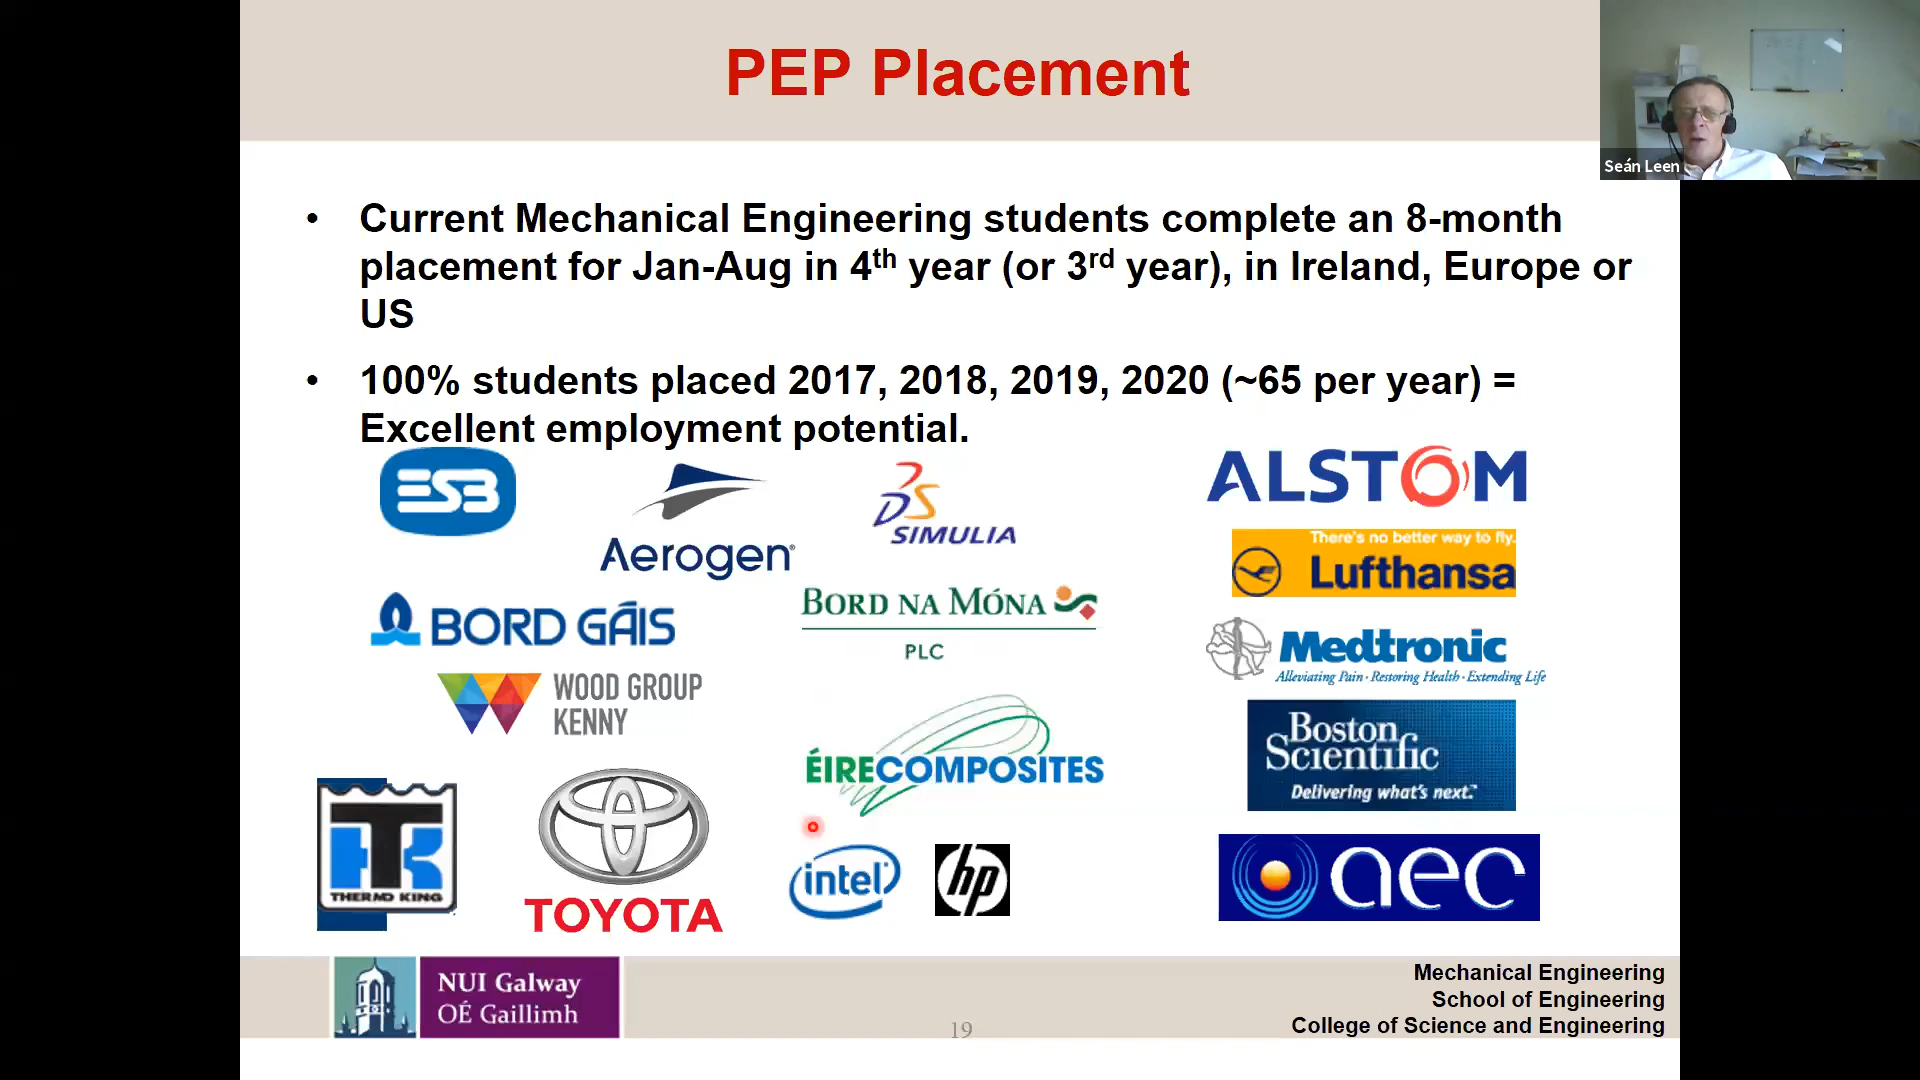 PEP Placement
Seán Leen
• Current Mechanical Engineering students complete an 8-month
placement for Jan-Aug in 4th year (or 3rd year), in Ireland, Europe or
US
• 100% students placed 2017, 2018, 2019, 2020 (~65 per year) =
Excellent employment potential.
ESB
Aerogen®
3DS
SIMULIA
ALSTOM
There's no better way to fly.
Lufthansa
BORD GÁIS
BORD NA MÓNA
PLC
Medtronic
Alleviating Pain · Restoring Health · Extending Life
WOOD GROUP
KENNY
ÉIRECOMPOSITES
Boston
Scientific
Delivering what's next.™
TK
THERMO KING
TOYOTA
intel®
hp
aec
NUI Galway
OÉ Gaillimh
19
Mechanical Engineering
School of Engineering
College of Science and Engineering